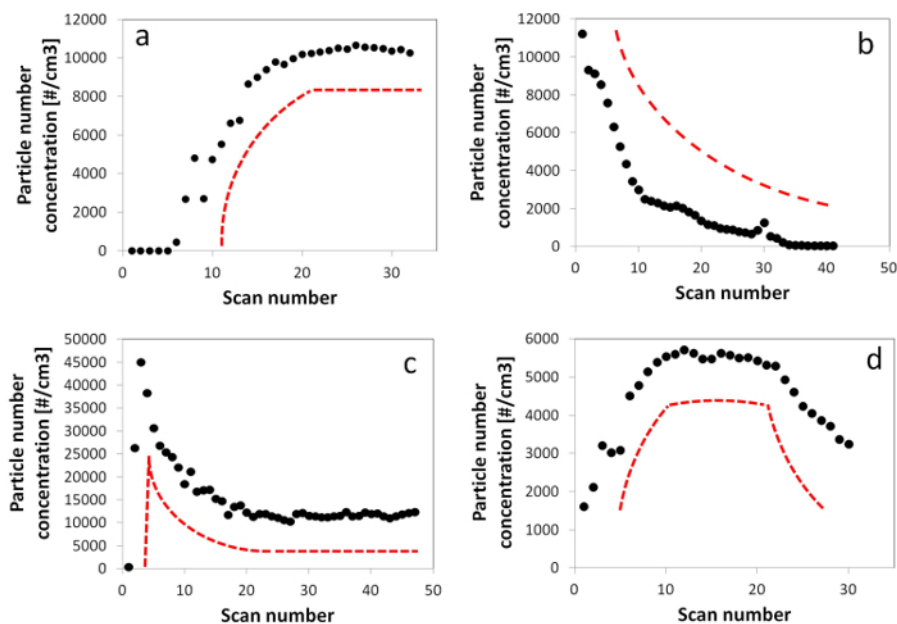 a
12000
10000
8000
6000
4000
2000
0
Particle number
concentration [#/cm3]
0 10 20 30
Scan number
b
12000
10000
8000
6000
4000
2000
0
Particle number
concentration [#/cm3]
0 10 20 30 40 50
Scan number
c
50000
45000
40000
35000
30000
25000
20000
15000
10000
5000
0
Particle number
concentration [#/cm3]
0 10 20 30 40 50
Scan number
d
6000
5000
4000
3000
2000
1000
0
Particle number
concentration [#/cm3]
0 10 20 30
Scan number